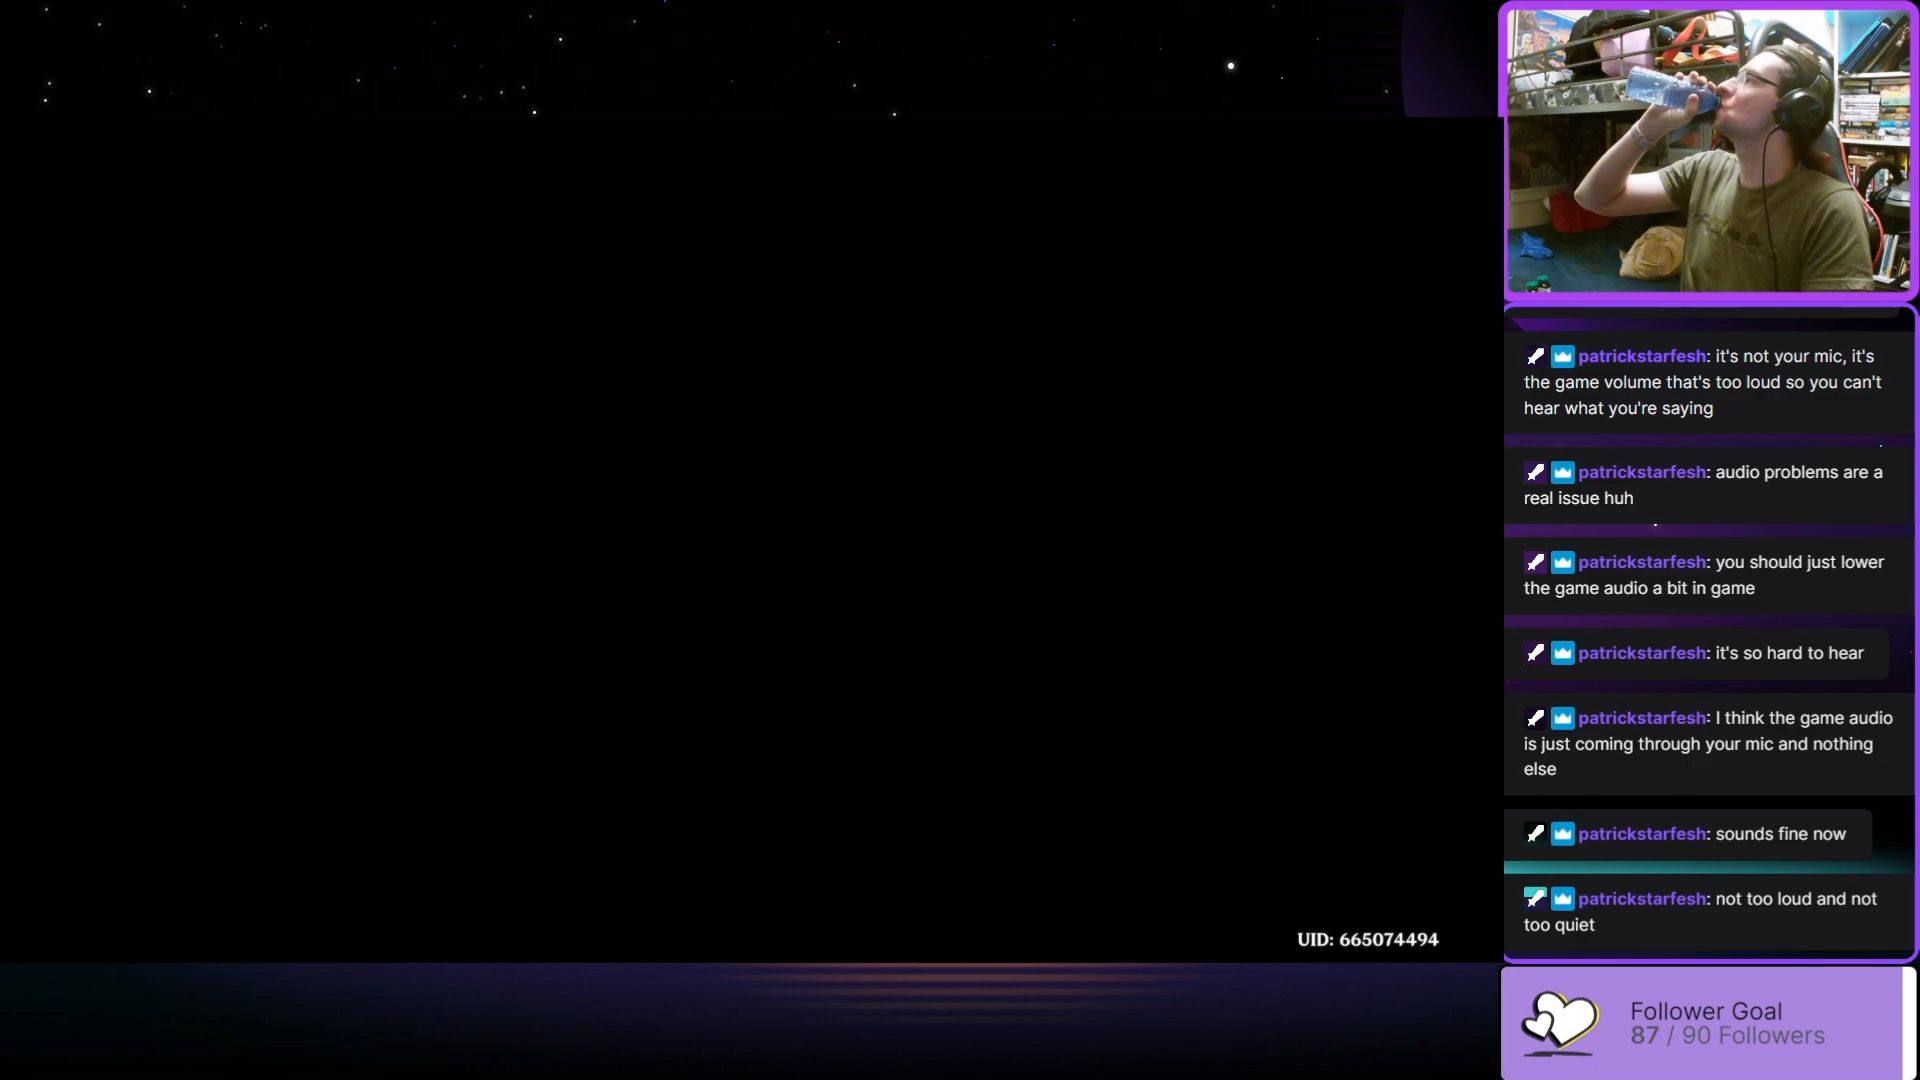 patrickstarfesh: it's not your mic, it's
the game volume that's too loud so you can't
hear what you're saying
patrickstarfesh: audio problems are a
real issue huh
patrickstarfesh: you should just lower
the game audio a bit in game
patrickstarfesh: it's so hard to hear
patrickstarfesh: I think the game audio
is just coming through your mic and nothing
else
patrickstarfesh: sounds fine now
patrickstarfesh: not too loud and not
too quiet
UID: 665074494
Follower Goal
87 / 90 Followers